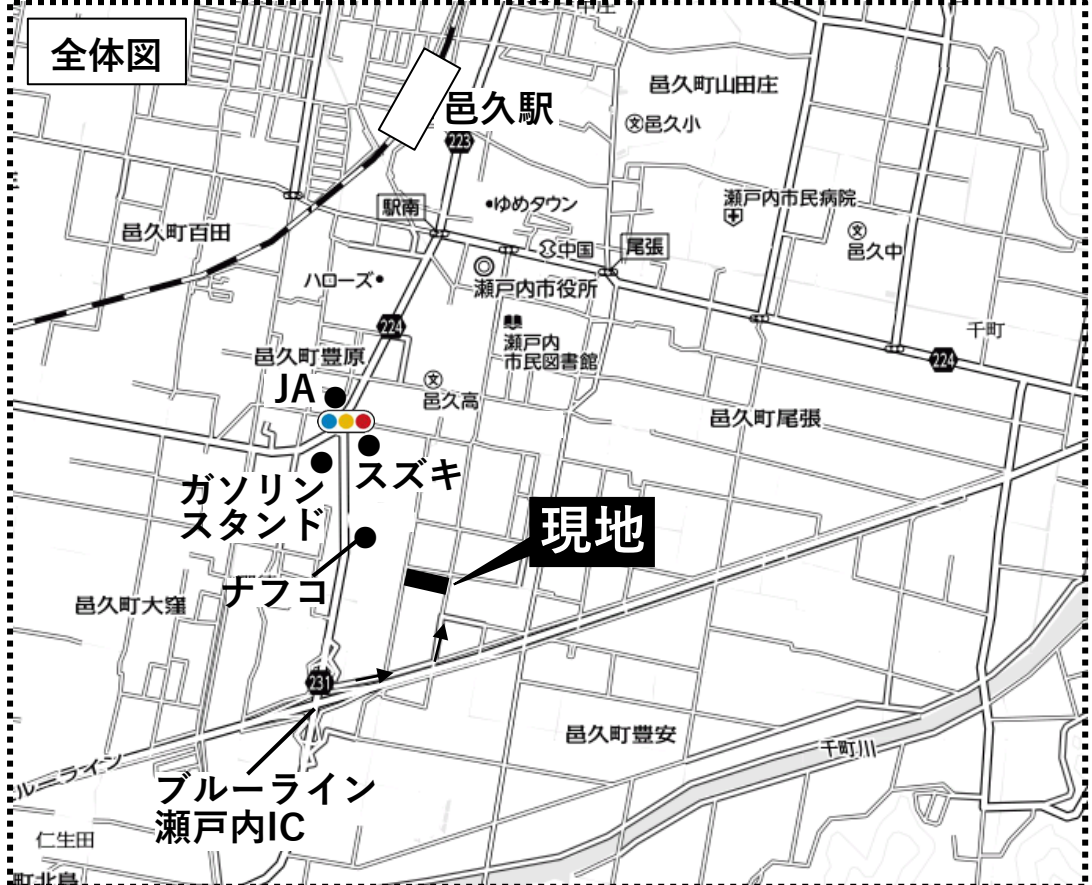 全体図
邑久駅
邑久町山田庄
邑久小
223
瀬戸内市民病院
駅南
ゆめタウン
邑久町百田
中国
尾張
邑久中
ハローズ
瀬戸内市役所
224
瀬戸内
市民図書館
千町
224
邑久町豊原
JA
邑久高
邑久町尾張
スズキ
ガソリン
スタンド
現地
ナフコ
邑久町大窪
231
邑久町豊安
千町川
ルーライン
ブルーライン
瀬戸内IC
仁生田
町北島